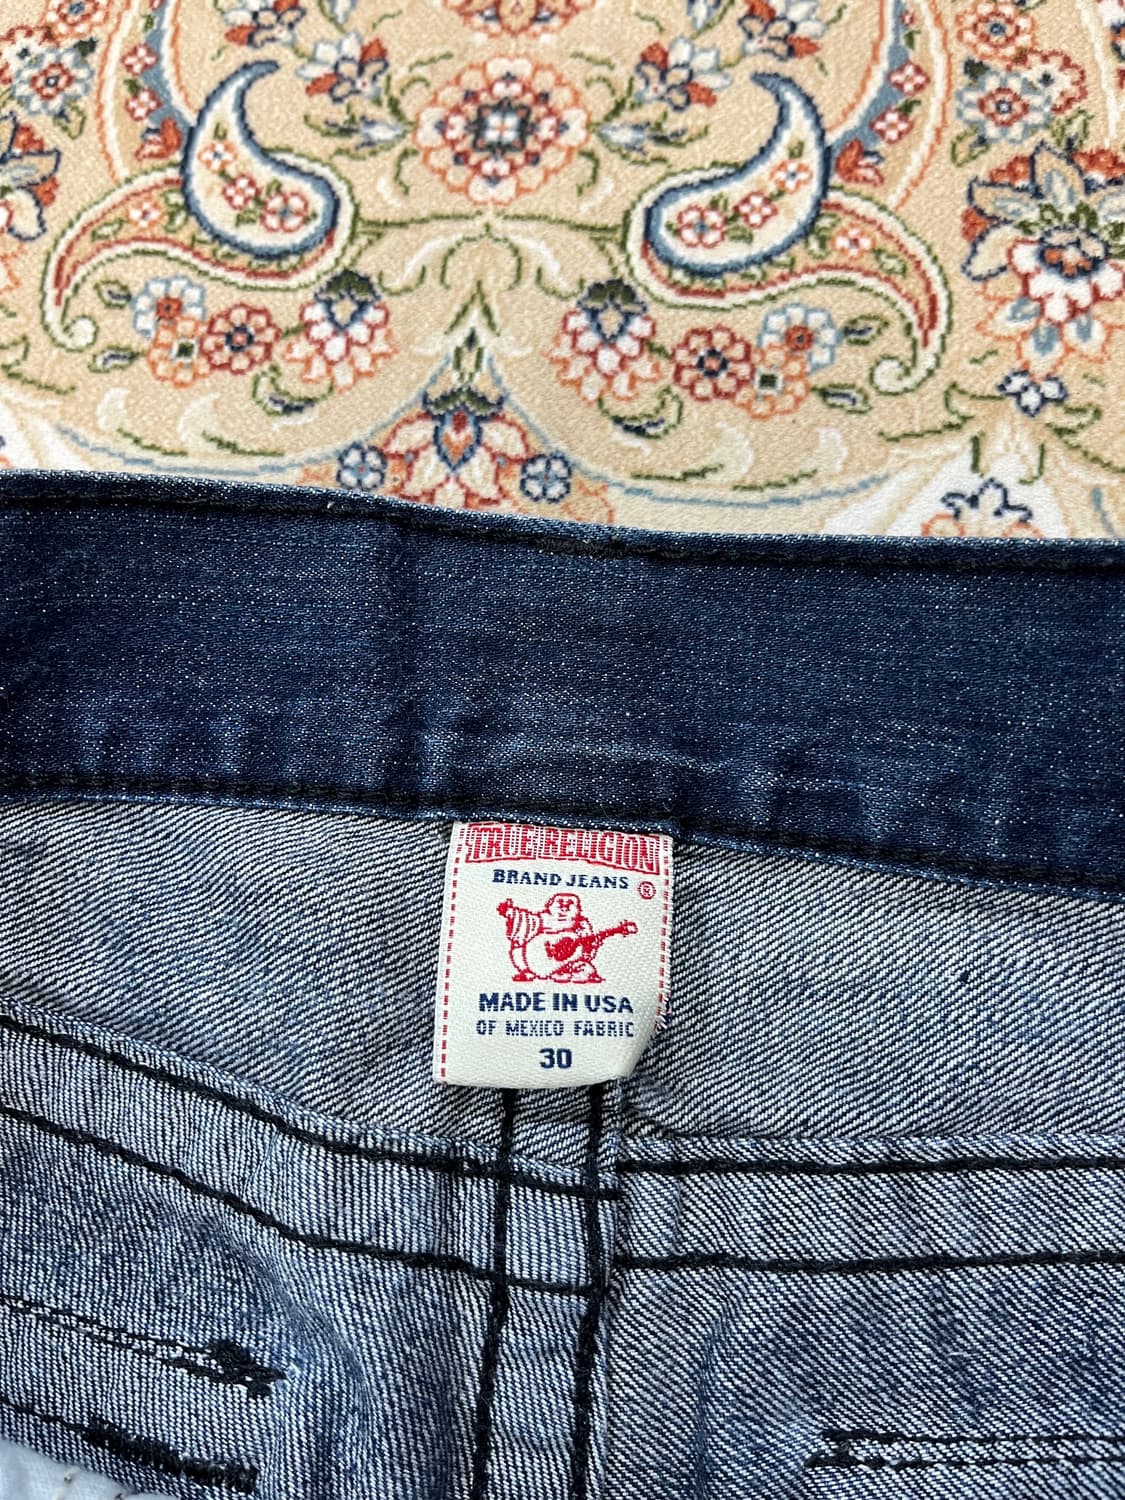 TRUE RELIGION
BRAND JEANS ®
MADE IN USA
OF MEXICO FABRIC
30